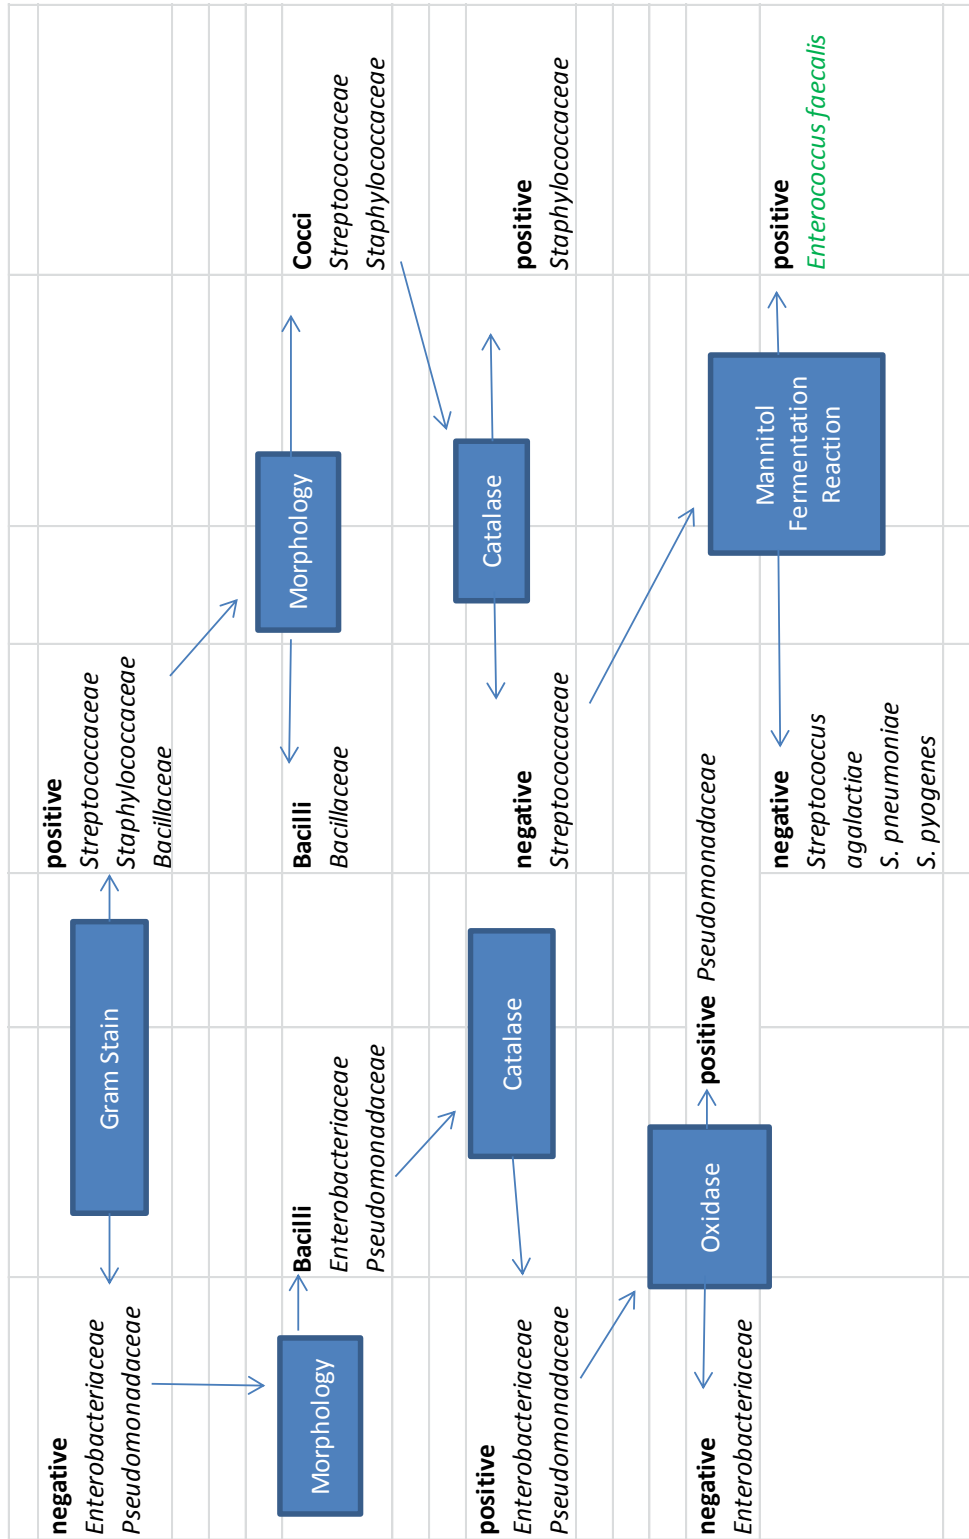 Gram Stain
negative
Enterobacteriaceae
Pseudomonadaceae
positive
Streptococcaceae
Staphylococcaceae
Bacillaceae
Morphology
Bacilli
Enterobacteriaceae
Pseudomonadaceae
Morphology
Bacilli
Bacillaceae
Cocci
Streptococcaceae
Staphylococcaceae
Catalase
positive
Enterobacteriaceae
Pseudomonadaceae
Catalase
negative
Streptococcaceae
positive
Staphylococcaceae
Oxidase
negative
Enterobacteriaceae
positive Pseudomondaceae
Mannitol
Fermentation
Reaction
negative
Streptococcus
agalactiae
S. pneumoniae
S. pyogenes
positive
Enterococcus faecalis